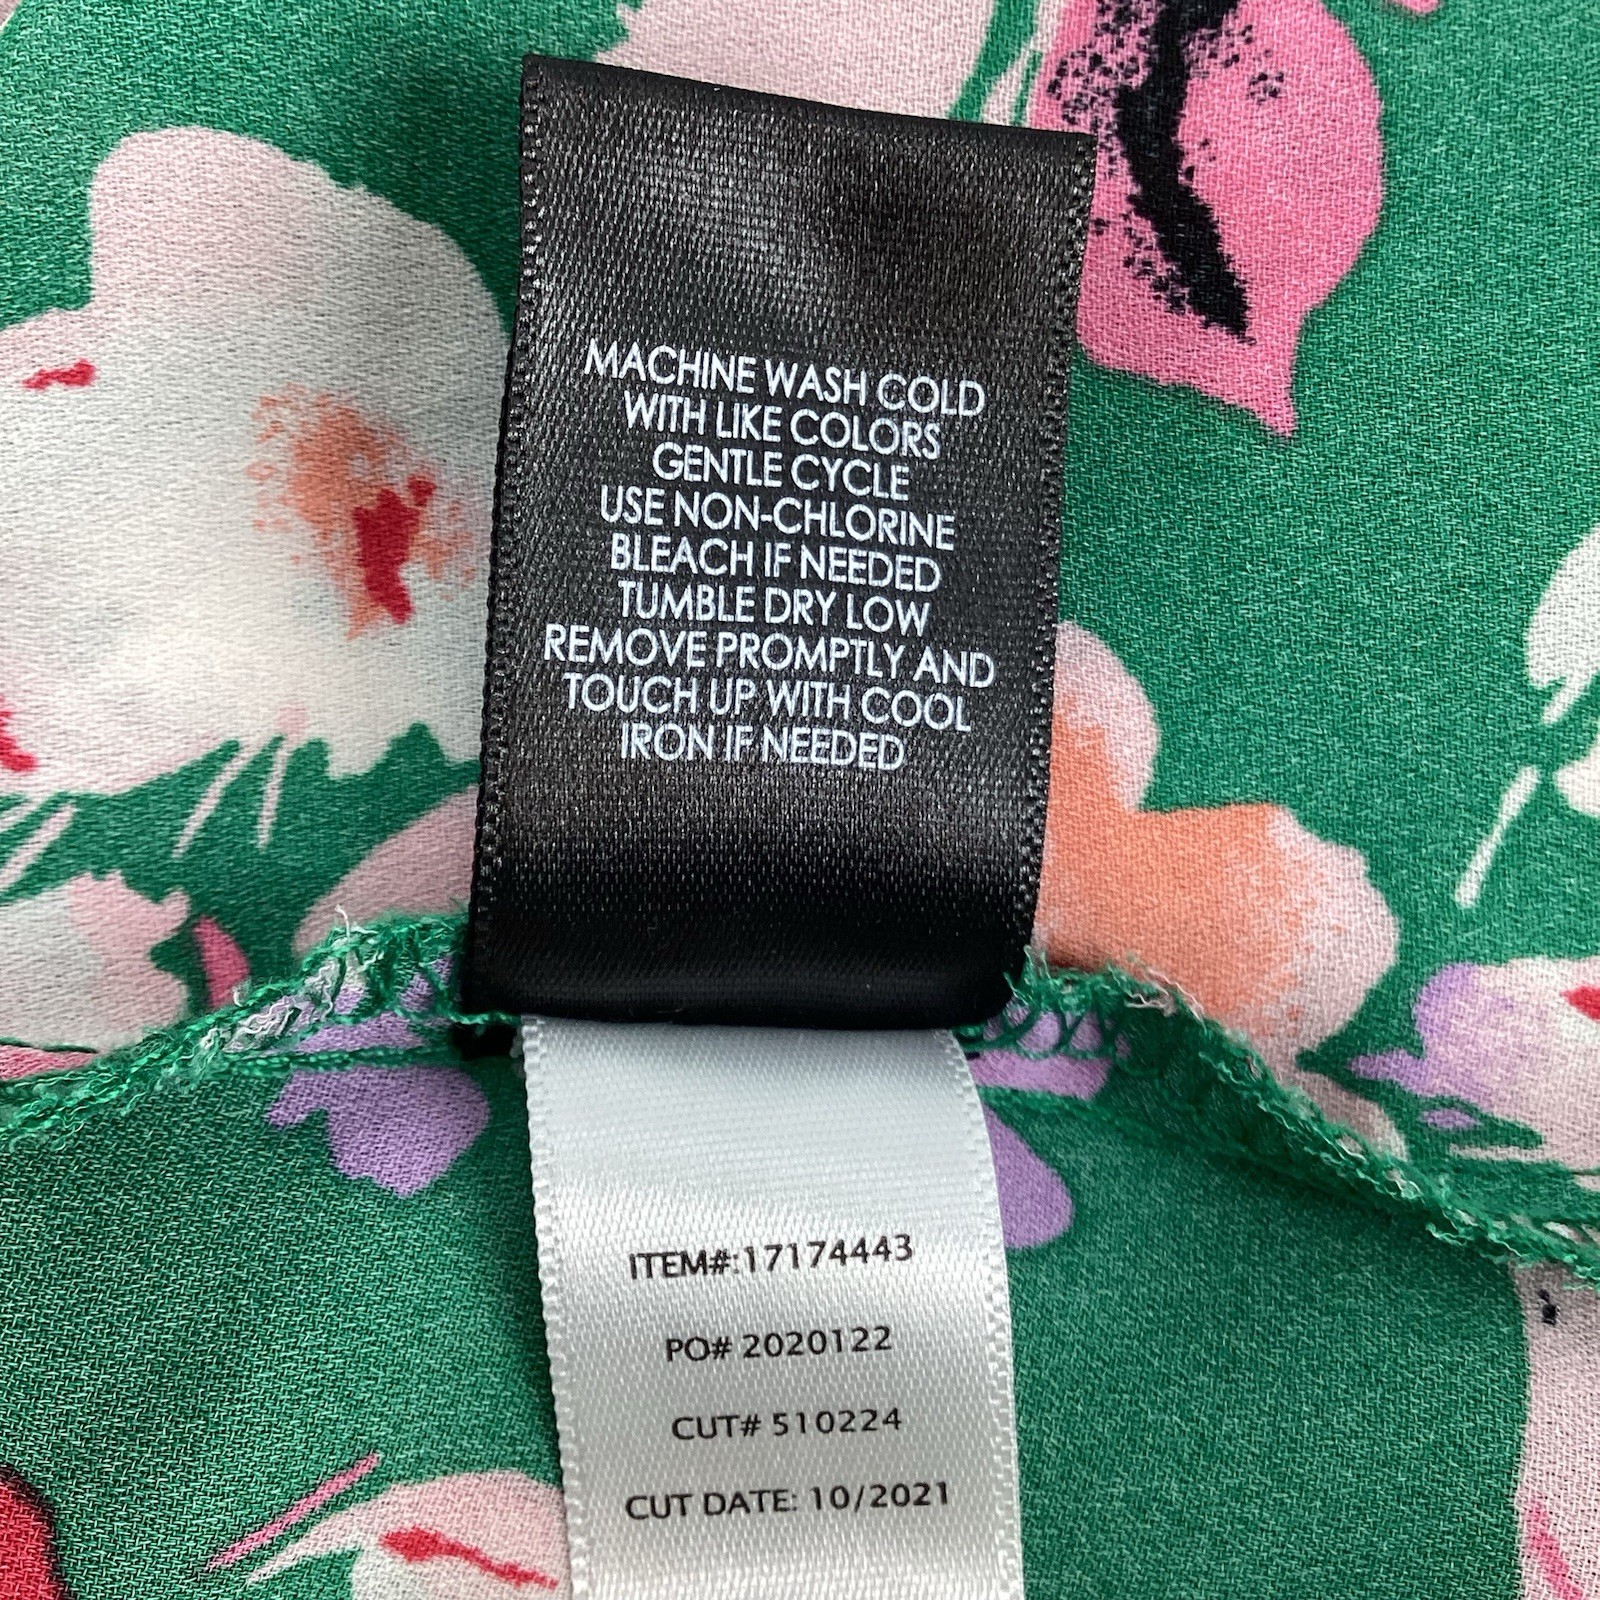 MACHINE WASH COLD
WITH LIKE COLORS
GENTLE CYCLE
USE NON-CHLORINE
BLEACH IF NEEDED
TUMBLE DRY LOW
REMOVE PROMPTLY AND
TOUCH UP WITH COOL
IRON IF NEEDED
ITEM#:17174443
PO# 2020122
CUT# 510224
CUT DATE: 10/2021